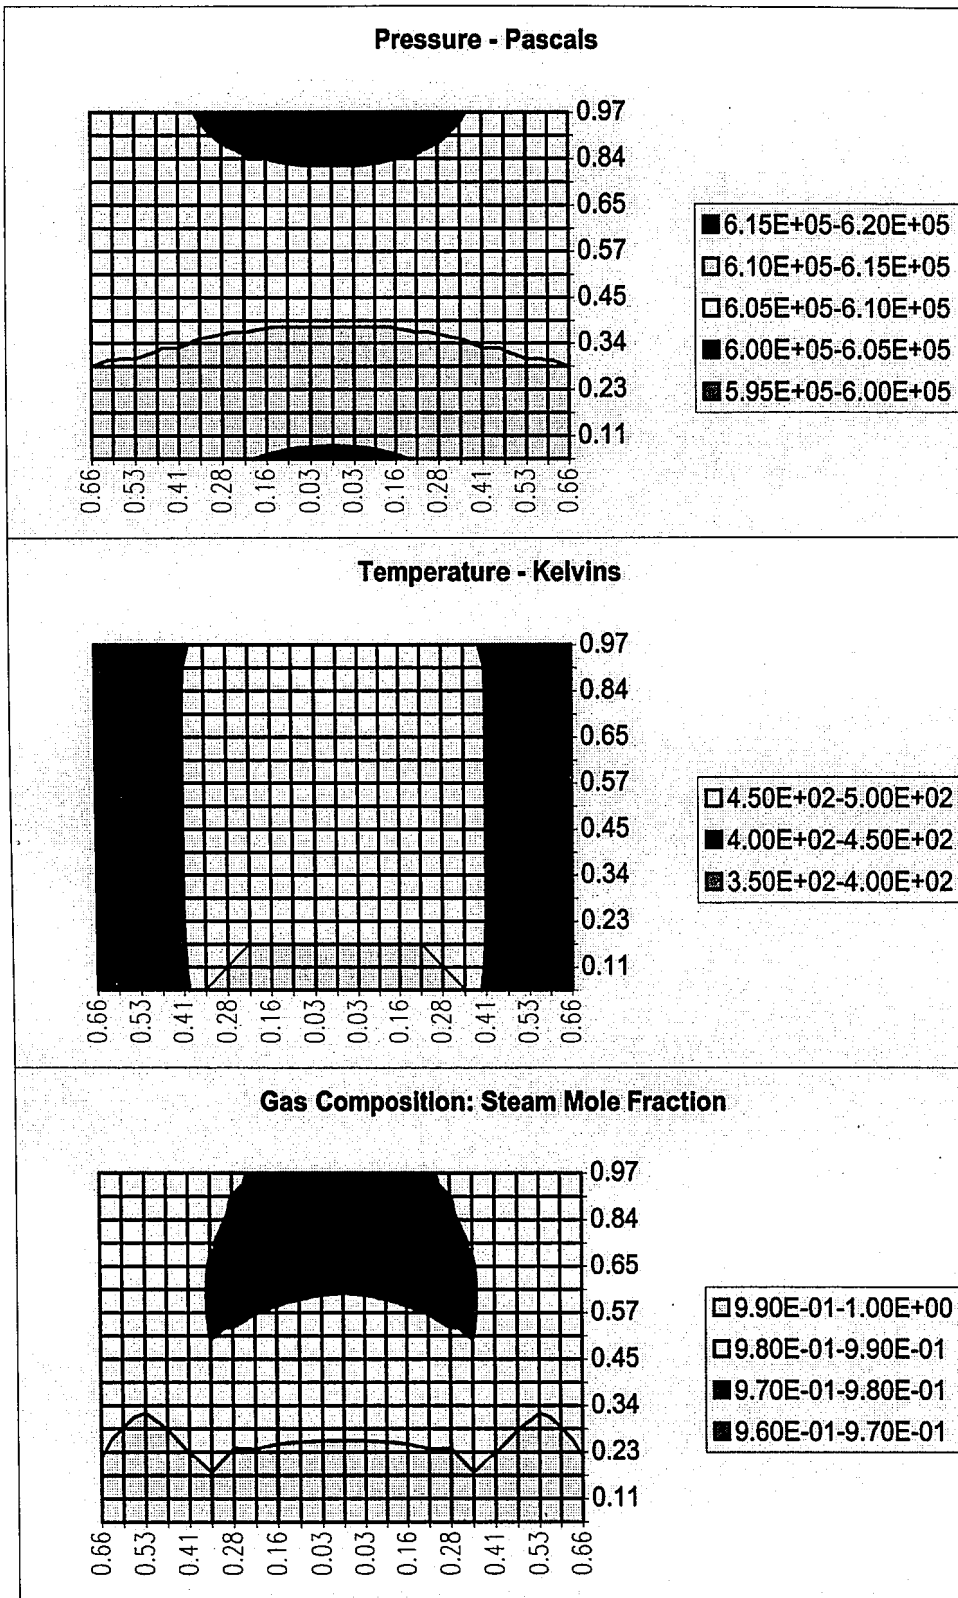 Pressure - Pascals
0.97
0.84
0.65
0.57
0.45
0.34
0.23
0.11
0.66 0.53 0.41 0.28 0.16 0.03 0.03 0.16 0.28 0.41 0.53 0.66
6.15E+05-6.20E+05
6.10E+05-6.15E+05
6.05E+05-6.10E+05
6.00E+05-6.05E+05
5.95E+05-6.00E+05
Temperature - Kelvins
0.97
0.84
0.65
0.57
0.45
0.34
0.23
0.11
0.66 0.53 0.41 0.28 0.16 0.03 0.03 0.16 0.28 0.41 0.53 0.66
4.50E+02-5.00E+02
4.00E+02-4.50E+02
3.50E+02-4.00E+02
Gas Composition: Steam Mole Fraction
0.97
0.84
0.65
0.57
0.45
0.34
0.23
0.11
0.66 0.53 0.41 0.28 0.16 0.03 0.03 0.16 0.28 0.41 0.53 0.66
9.90E-01-1.00E+00
9.80E-01-9.90E-01
9.70E-01-9.80E-01
9.60E-01-9.70E-01